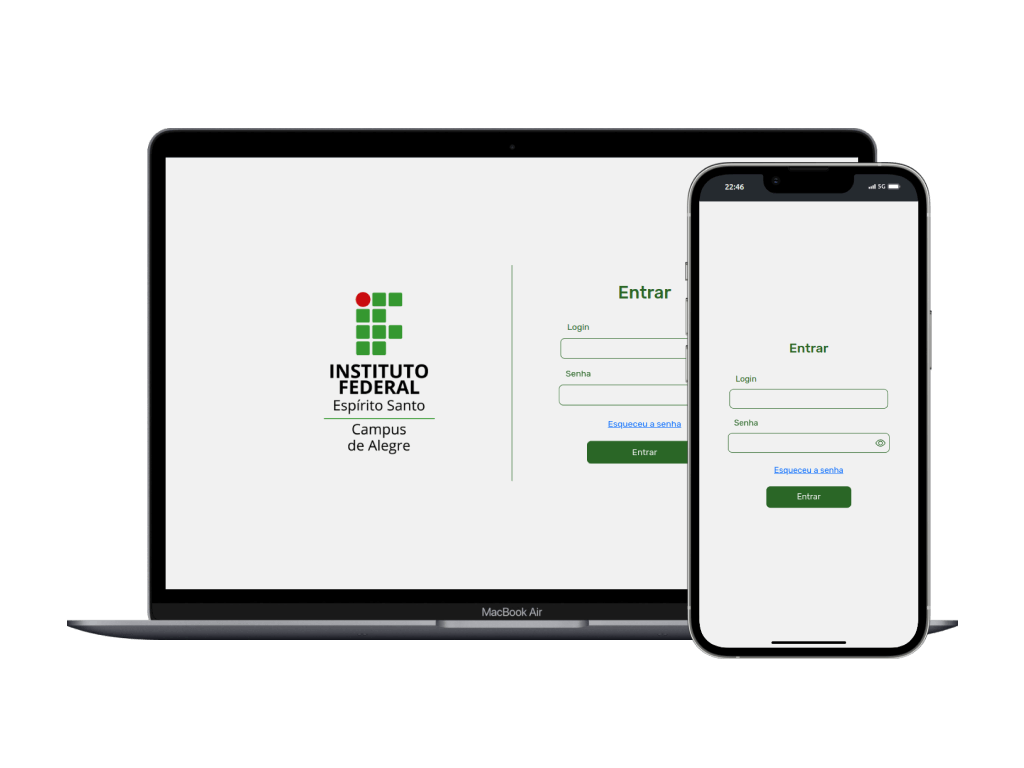 INSTITUTO
FEDERAL
Espírito Santo
Campus
de Alegre
Entrar
Login
Senha
Esqueceu a senha
Entrar
MacBook Air
22:46
5G
Entrar
Login
Senha
Esqueceu a senha
Entrar